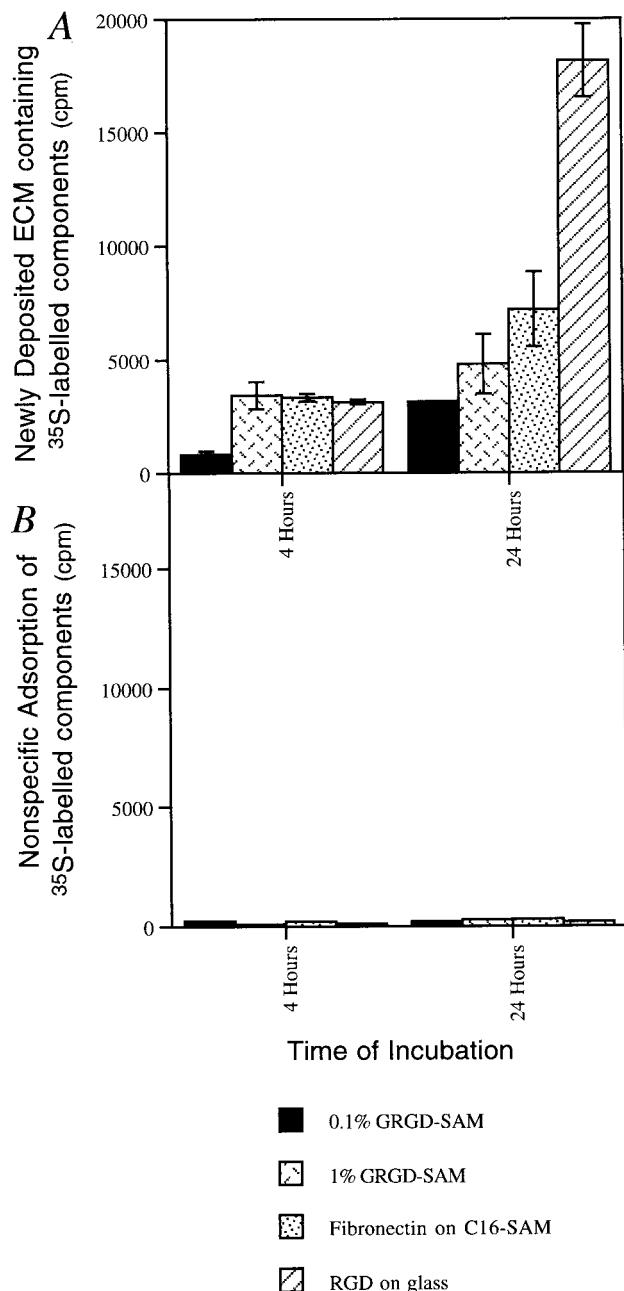 A
Newly Deposited ECM containing
³⁵S-labelled components (cpm)
20000
15000
10000
5000
0
4 Hours
24 Hours
B
Nonspecific Adsorption of
³⁵S-labelled components (cpm)
15000
10000
5000
0
4 Hours
24 Hours
Time of Incubation
0.1% GRGD-SAM
1% GRGD-SAM
Fibronectin on C16-SAM
RGD on glass